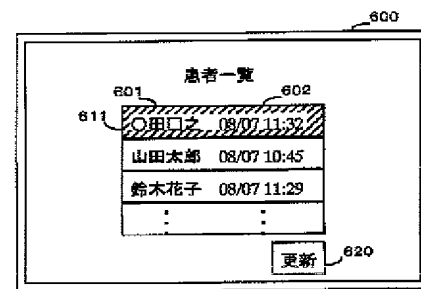 600
患者一覧
601 602
611
○田口之 08/07 11:32
山田太郎 08/07 10:45
鈴木花子 08/07 11:29
⋮ ⋮
更新 620